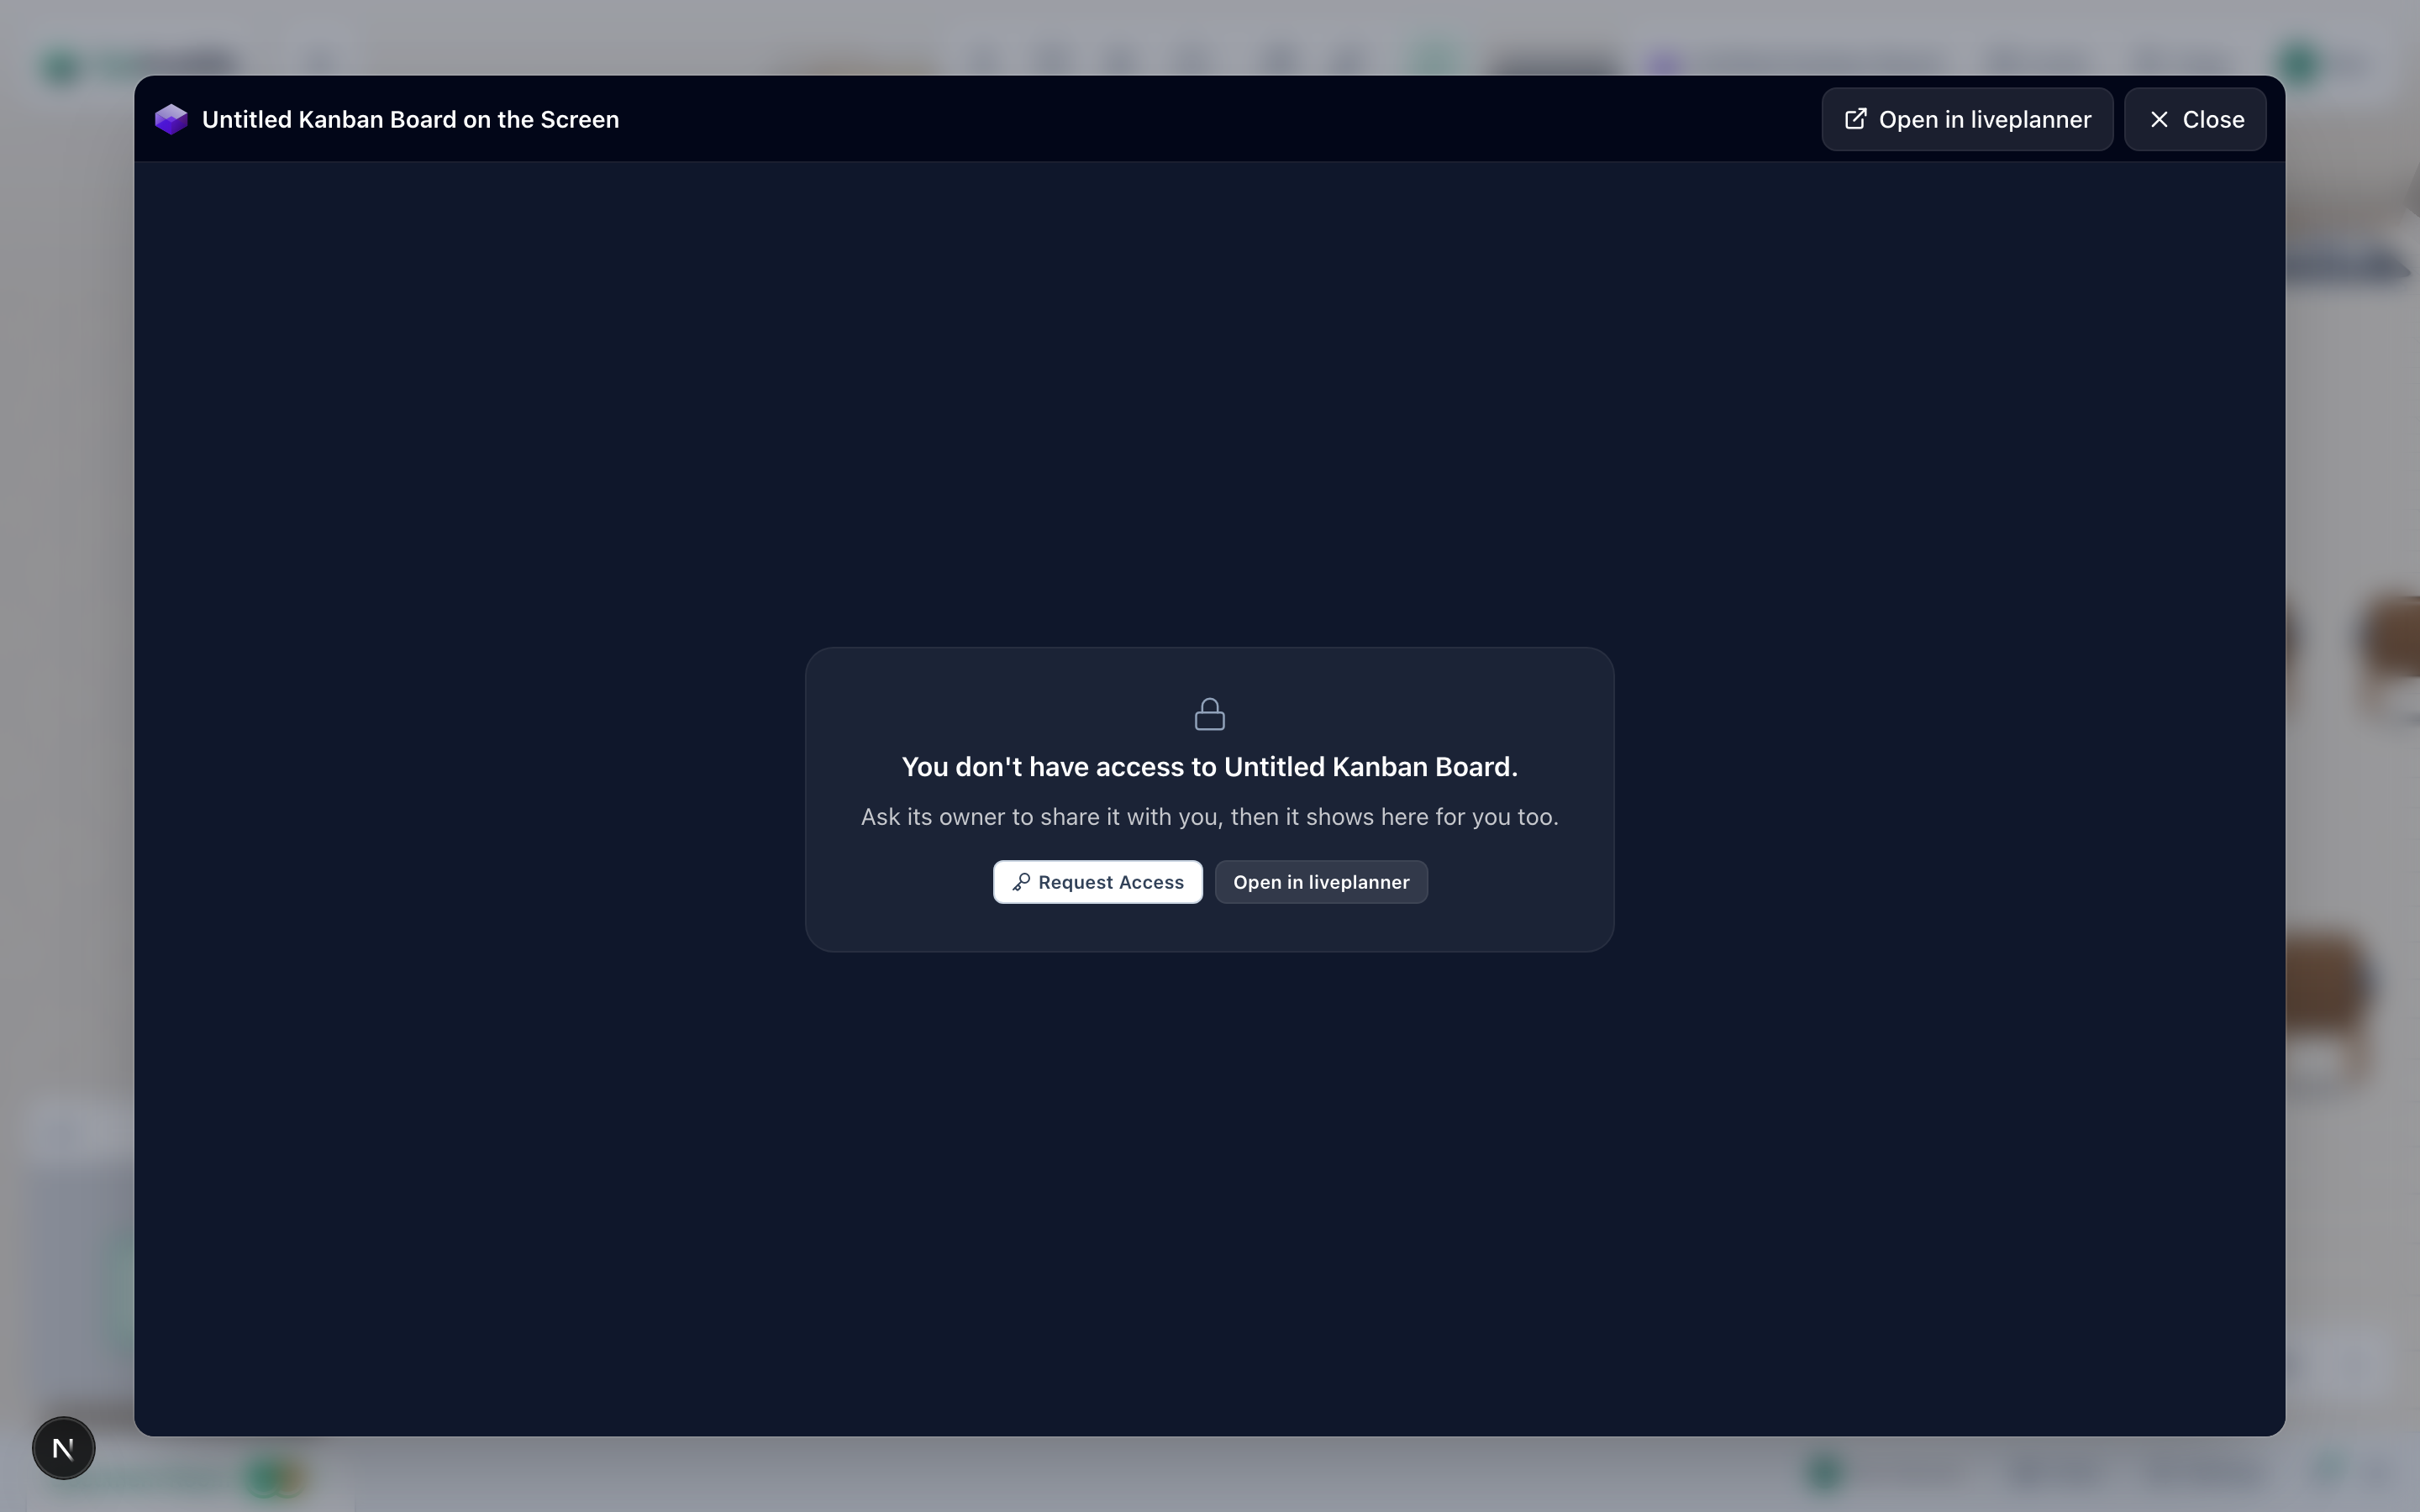 Untitled Kanban Board on the Screen
Open in liveplanner
Close
You don't have access to Untitled Kanban Board.
Ask its owner to share it with you, then it shows here for you too.
Request Access
Open in liveplanner
N